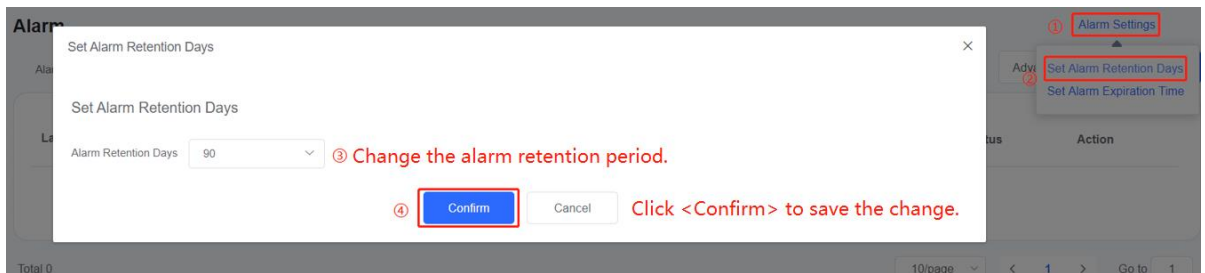 Alarm
① Alarm Settings
Set Alarm Retention Days
Adva
② Set Alarm Retention Days
Set Alarm Expiration Time
Set Alarm Retention Days
Alarm Retention Days 90 ③ Change the alarm retention period.
tus Action
④ Confirm Cancel Click <Confirm> to save the change.
Total 0 10/page < 1 > Go to 1